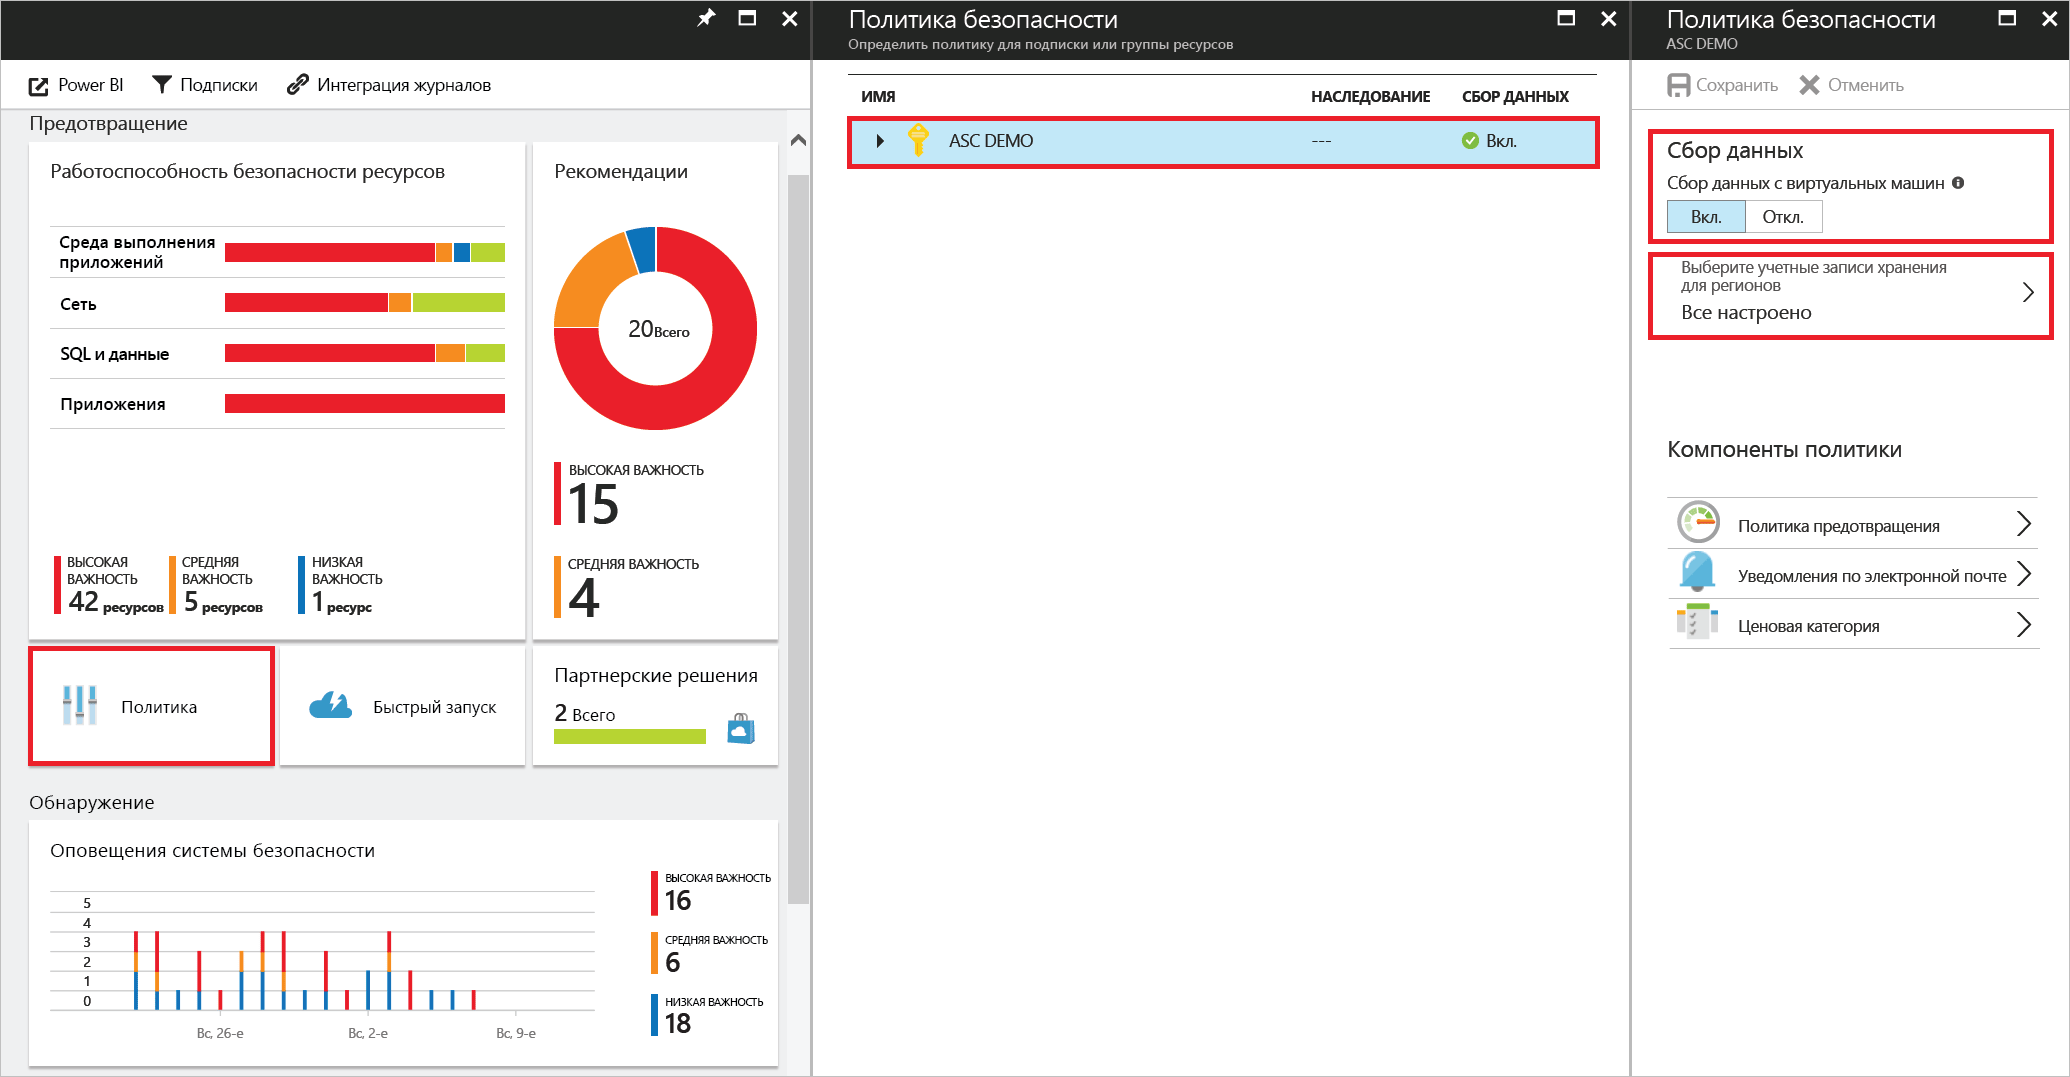 Power BI
Подписки
Интеграция журналов
Предотвращение
Работоспособность безопасности ресурсов
Среда выполнения
приложений
Сеть
SQL и данные
Приложения
ВЫСОКАЯ
ВАЖНОСТЬ
42 ресурсов
СРЕДНЯЯ
ВАЖНОСТЬ
5 ресурсов
НИЗКАЯ
ВАЖНОСТЬ
1 ресурс
Рекомендации
20Всего
ВЫСОКАЯ ВАЖНОСТЬ
15
СРЕДНЯЯ ВАЖНОСТЬ
4
Политика
Быстрый запуск
Партнерские решения
2 Всего
Обнаружение
Оповещения системы безопасности
5
4
3
2
1
0
Вс, 26-е
Вс, 2-е
Вс, 9-е
ВЫСОКАЯ ВАЖНОСТЬ
16
СРЕДНЯЯ ВАЖНОСТЬ
6
НИЗКАЯ ВАЖНОСТЬ
18
Политика безопасности
Определить политику для подписки или группы ресурсов
ИМЯ
НАСЛЕДОВАНИЕ
СБОР ДАННЫХ
ASC DEMO
---
Вкл.
Политика безопасности
ASC DEMO
Сохранить
Отменить
Сбор данных
Сбор данных с виртуальных машин
Вкл.
Откл.
Выберите учетные записи хранения
для регионов
Все настроено
Компоненты политики
Политика предотвращения
Уведомления по электронной почте
Ценовая категория